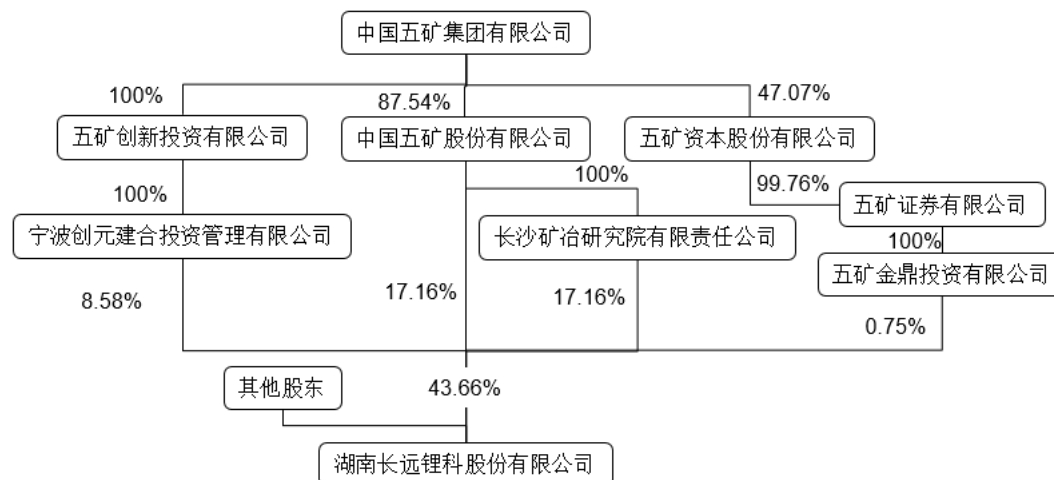 中国五矿集团有限公司
100%
87.54%
47.07%
五矿创新投资有限公司
中国五矿股份有限公司
五矿资本股份有限公司
100%
100%
99.76%
五矿证券有限公司
宁波创元建合投资管理有限公司
长沙矿冶研究院有限责任公司
100%
五矿金鼎投资有限公司
8.58%
17.16%
17.16%
0.75%
其他股东
43.66%
湖南长远锂科股份有限公司